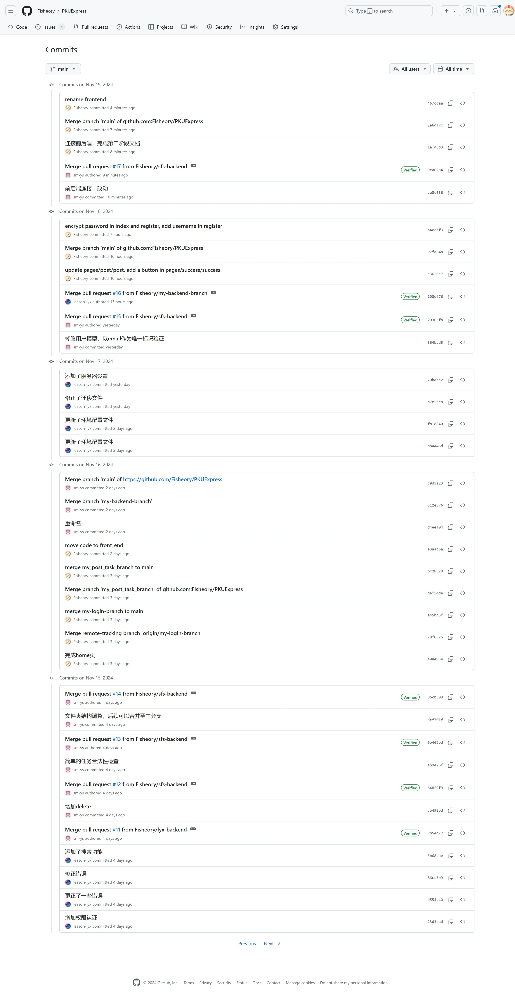 Fisheory / PKUExpress
Type / to search
Code
Issues 1
Pull requests
Actions
Projects
Wiki
Security
Insights
Settings
Commits
main
All users
All time
Commits on Nov 19, 2024
rename frontend
467cdaa
Fisheory committed 4 minutes ago
Merge branch 'main' of github.com:Fisheory/PKUExpress
2e6df7c
Fisheory committed 7 minutes ago
连接前后端，完成第二阶段文档
1afd6d3
Fisheory committed 8 minutes ago
Merge pull request #17 from Fisheory/sfs-backend
Verified 9c062a4
sm-ys authored 9 minutes ago
前后端连接，改动
ca8c636
sm-ys committed 10 minutes ago
Commits on Nov 18, 2024
encrypt password in index and register, add username in register
b4ccef3
Fisheory committed 7 hours ago
Merge branch 'main' of github.com:Fisheory/PKUExpress
97fa64a
Fisheory committed 10 hours ago
update pages/post/post, add a button in pages/success/success
e3628e7
Fisheory committed 10 hours ago
Merge pull request #16 from Fisheory/my-backend-branch
Verified 108df76
leason-lyx authored 13 hours ago
Merge pull request #15 from Fisheory/sfs-backend
Verified 2036ef8
sm-ys authored yesterday
修改用户模型，以email作为唯一标识验证
364bbd5
sm-ys committed yesterday
Commits on Nov 17, 2024
添加了服务器设置
20bdcc2
leason-lyx committed yesterday
修正了迁移文件
b7e5bc8
leason-lyx committed yesterday
更新了环境配置文件
fb18840
leason-lyx committed 2 days ago
更新了环境配置文件
b84446d
leason-lyx committed 2 days ago
Commits on Nov 16, 2024
Merge branch 'main' of https://github.com/Fisheory/PKUExpress
c0d5a23
sm-ys committed 2 days ago
Merge branch 'my-backend-branch'
312e376
sm-ys committed 2 days ago
重命名
d4eef04
sm-ys committed 2 days ago
move code to front_end
e3aab6a
Fisheory committed 2 days ago
merge my_post_task_branch to main
bc28529
Fisheory committed 3 days ago
Merge branch 'my_post_task_branch' of github.com:Fisheory/PKUExpress
def54de
Fisheory committed 3 days ago
merge my-login-branch to main
a45bd5f
Fisheory committed 3 days ago
Merge remote-tracking branch 'origin/my-login-branch'
78f8575
Fisheory committed 3 days ago
完成home页
a0a4934
Fisheory committed 3 days ago
Commits on Nov 15, 2024
Merge pull request #14 from Fisheory/sfs-backend
Verified 86cb509
sm-ys authored 4 days ago
文件夹结构调整，后续可以合并至主分支
dcf701f
sm-ys committed 4 days ago
Merge pull request #13 from Fisheory/sfs-backend
Verified 6b462bd
sm-ys authored 4 days ago
简单的任务合法性检查
eb9e26f
sm-ys committed 4 days ago
Merge pull request #12 from Fisheory/sfs-backend
Verified 64829f9
sm-ys authored 4 days ago
增加delete
cb498bd
sm-ys committed 4 days ago
Merge pull request #11 from Fisheory/lyx-backend
Verified 9b54d77
sm-ys authored 4 days ago
添加了搜索功能
5b68dae
leason-lyx committed 4 days ago
修正错误
86cc5b9
leason-lyx committed 4 days ago
更正了一些错误
d554e40
leason-lyx committed 4 days ago
增加权限认证
23d3bad
leason-lyx committed 4 days ago
Previous Next
© 2024 GitHub, Inc. Terms Privacy Security Status Docs Contact Manage cookies Do not share my personal information